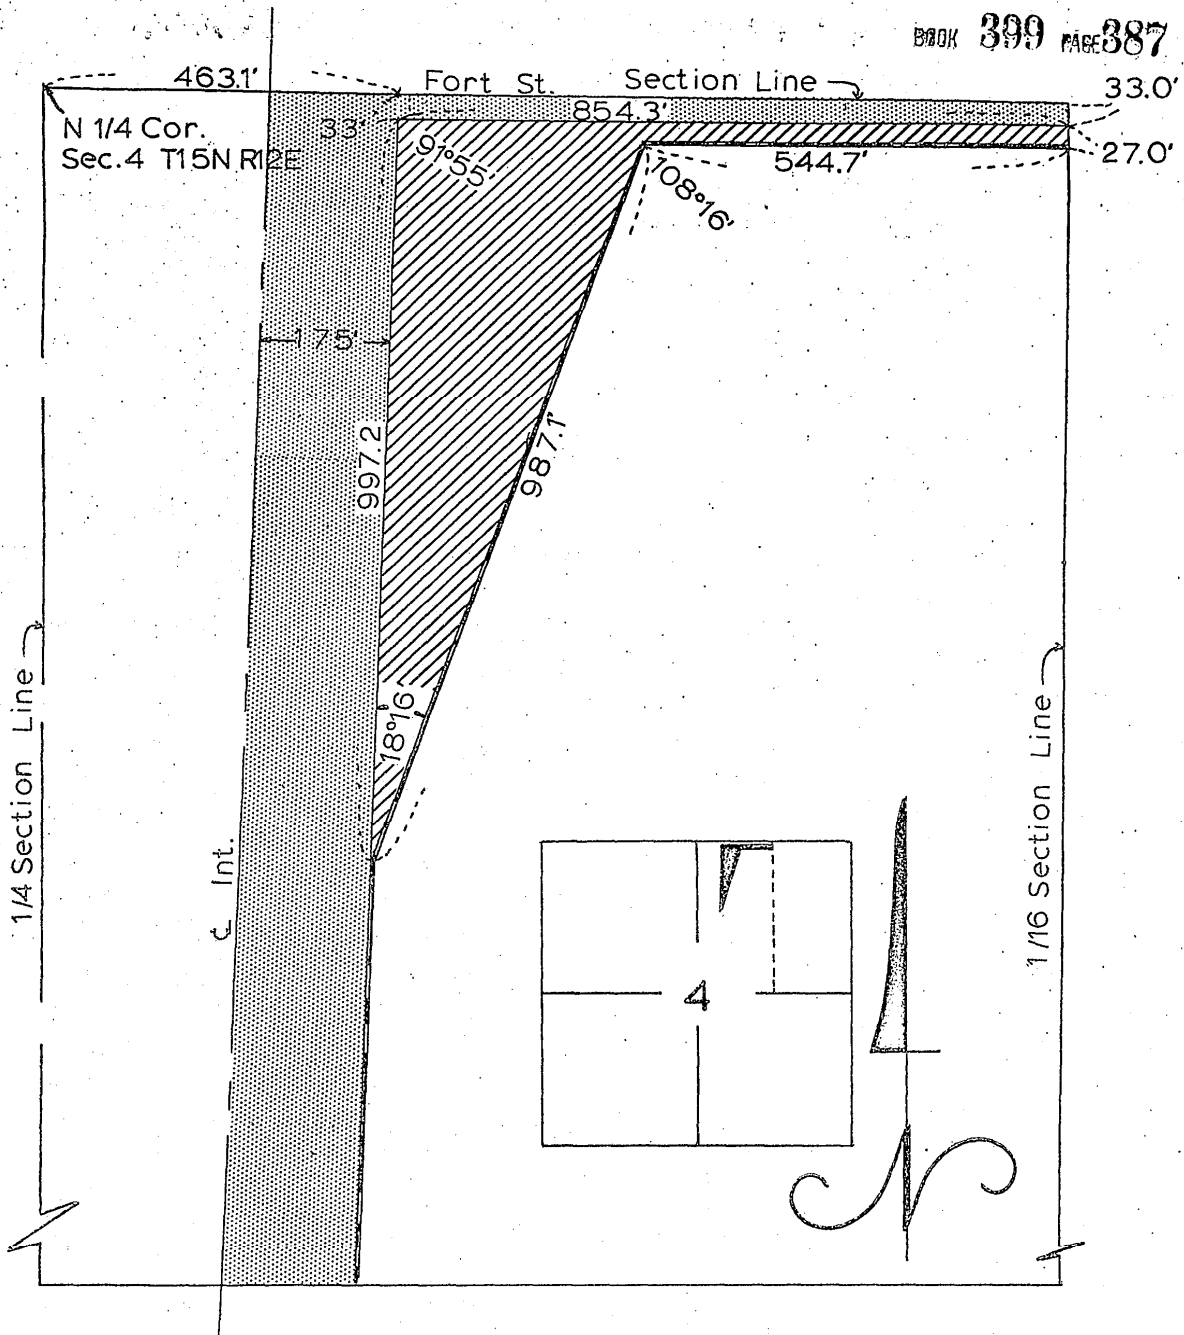 BOOK 399 PAGE 387
463.1'
Fort St.
Section Line
33.0'
N 1/4 Cor.
Sec.4 T15N R12E
33'
854.3'
91°55'
544.7'
27.0'
108°16'
175'
997.2
987.1'
18°16'
1/4 Section Line
℄ Int.
1/16 Section Line
4
N